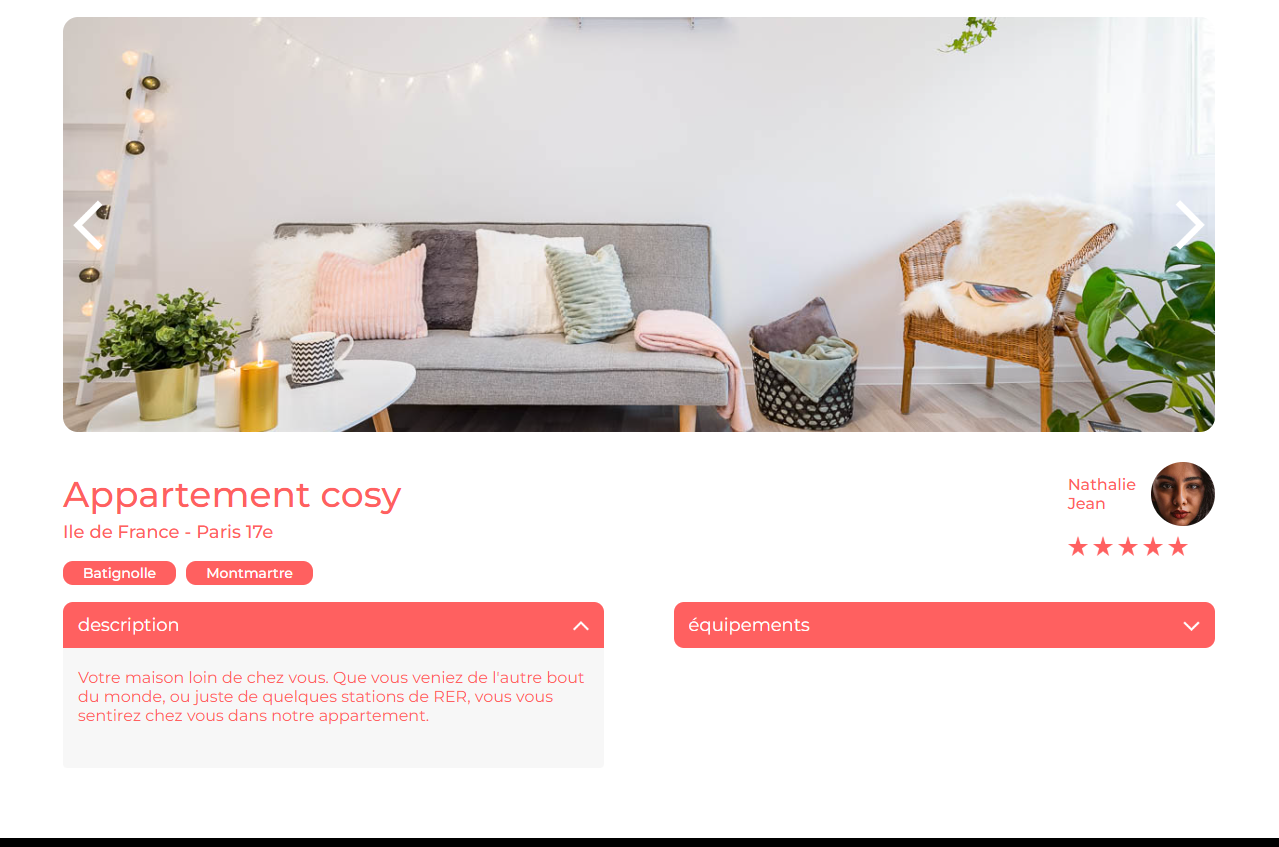 Appartement cosy
Ile de France - Paris 17e
Batignolle
Montmartre
Nathalie
Jean
description
Votre maison loin de chez vous. Que vous veniez de l'autre bout
du monde, ou juste de quelques stations de RER, vous vous
sentirez chez vous dans notre appartement.
équipements